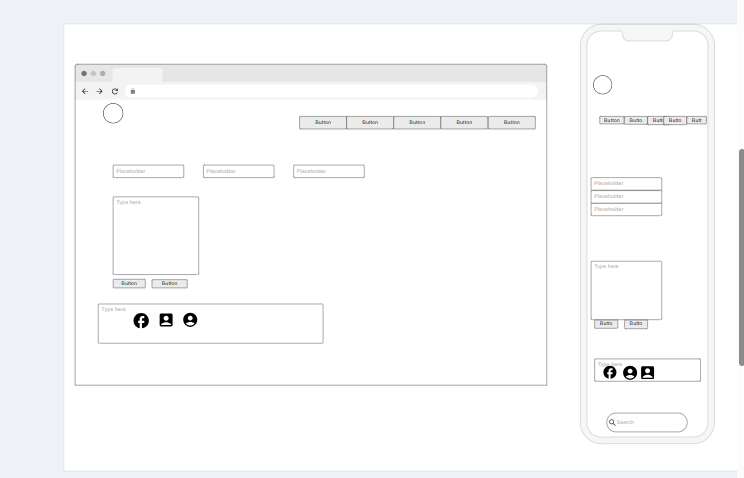 Button Button Button Button Button
Placeholder Placeholder Placeholder
Type here
Button Button
Type here
Button Butto Butt Butto Butt
Placeholder
Placeholder
Placeholder
Type here
Butto Butto
Type here
Search